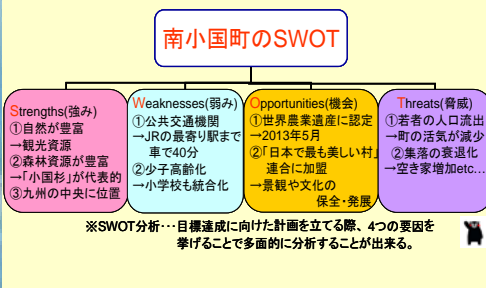 南小国町のSWOT
Strengths(強み)
①自然が豊富
→観光資源
②森林資源が豊富
→「小国杉」が代表的
③九州の中央に位置
Weaknesses(弱み)
①公共交通機関
→JRの最寄り駅まで
車で40分
②少子高齢化
→小学校も統合化
Opportunities(機会)
①世界農業遺産に認定
→2013年5月
②「日本で最も美しい村」
連合に加盟
→景観や文化の
保全・発展
Threats(脅威)
①若者の人口流出
→町の活気が減少
②集落の衰退化
→空き家増加etc…
※SWOT分析･･･目標達成に向けた計画を立てる際、4つの要因を
挙げることで多面的に分析することが出来る。